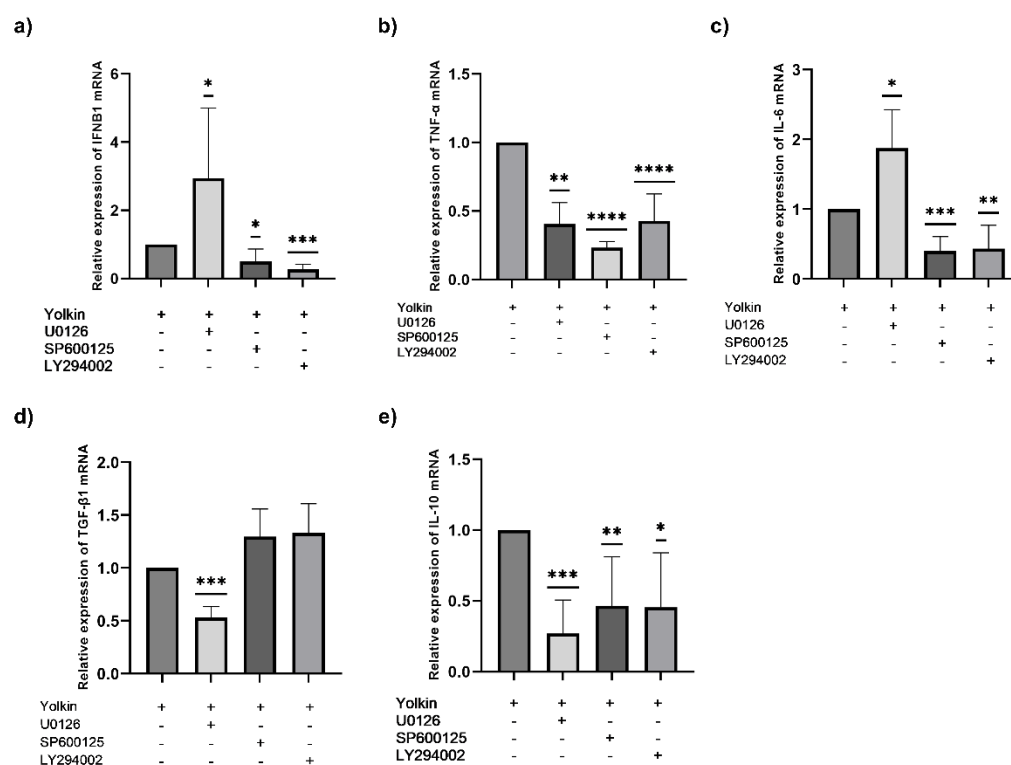 a)
Relative expression of IFNB1 mRNA
6
4
2
0
*
*
***
Yolkin + + + +
U0126 - + - -
SP600125 - - + -
LY294002 - - - +
b)
Relative expression of TNF-α mRNA
1.5
1.0
0.5
0.0
**
****
****
Yolkin + + + +
U0126 - + - -
SP600125 - - + -
LY294002 - - - +
c)
Relative expression of IL-6 mRNA
3
2
1
0
*
***
**
Yolkin + + + +
U0126 - + - -
SP600125 - - + -
LY294002 - - - +
d)
Relative expression of TGF-β1 mRNA
2.0
1.5
1.0
0.5
0.0
***
Yolkin + + + +
U0126 - + - -
SP600125 - - + -
LY294002 - - - +
e)
Relative expression of IL-10 mRNA
1.5
1.0
0.5
0.0
***
**
*
Yolkin + + + +
U0126 - + - -
SP600125 - - + -
LY294002 - - - +